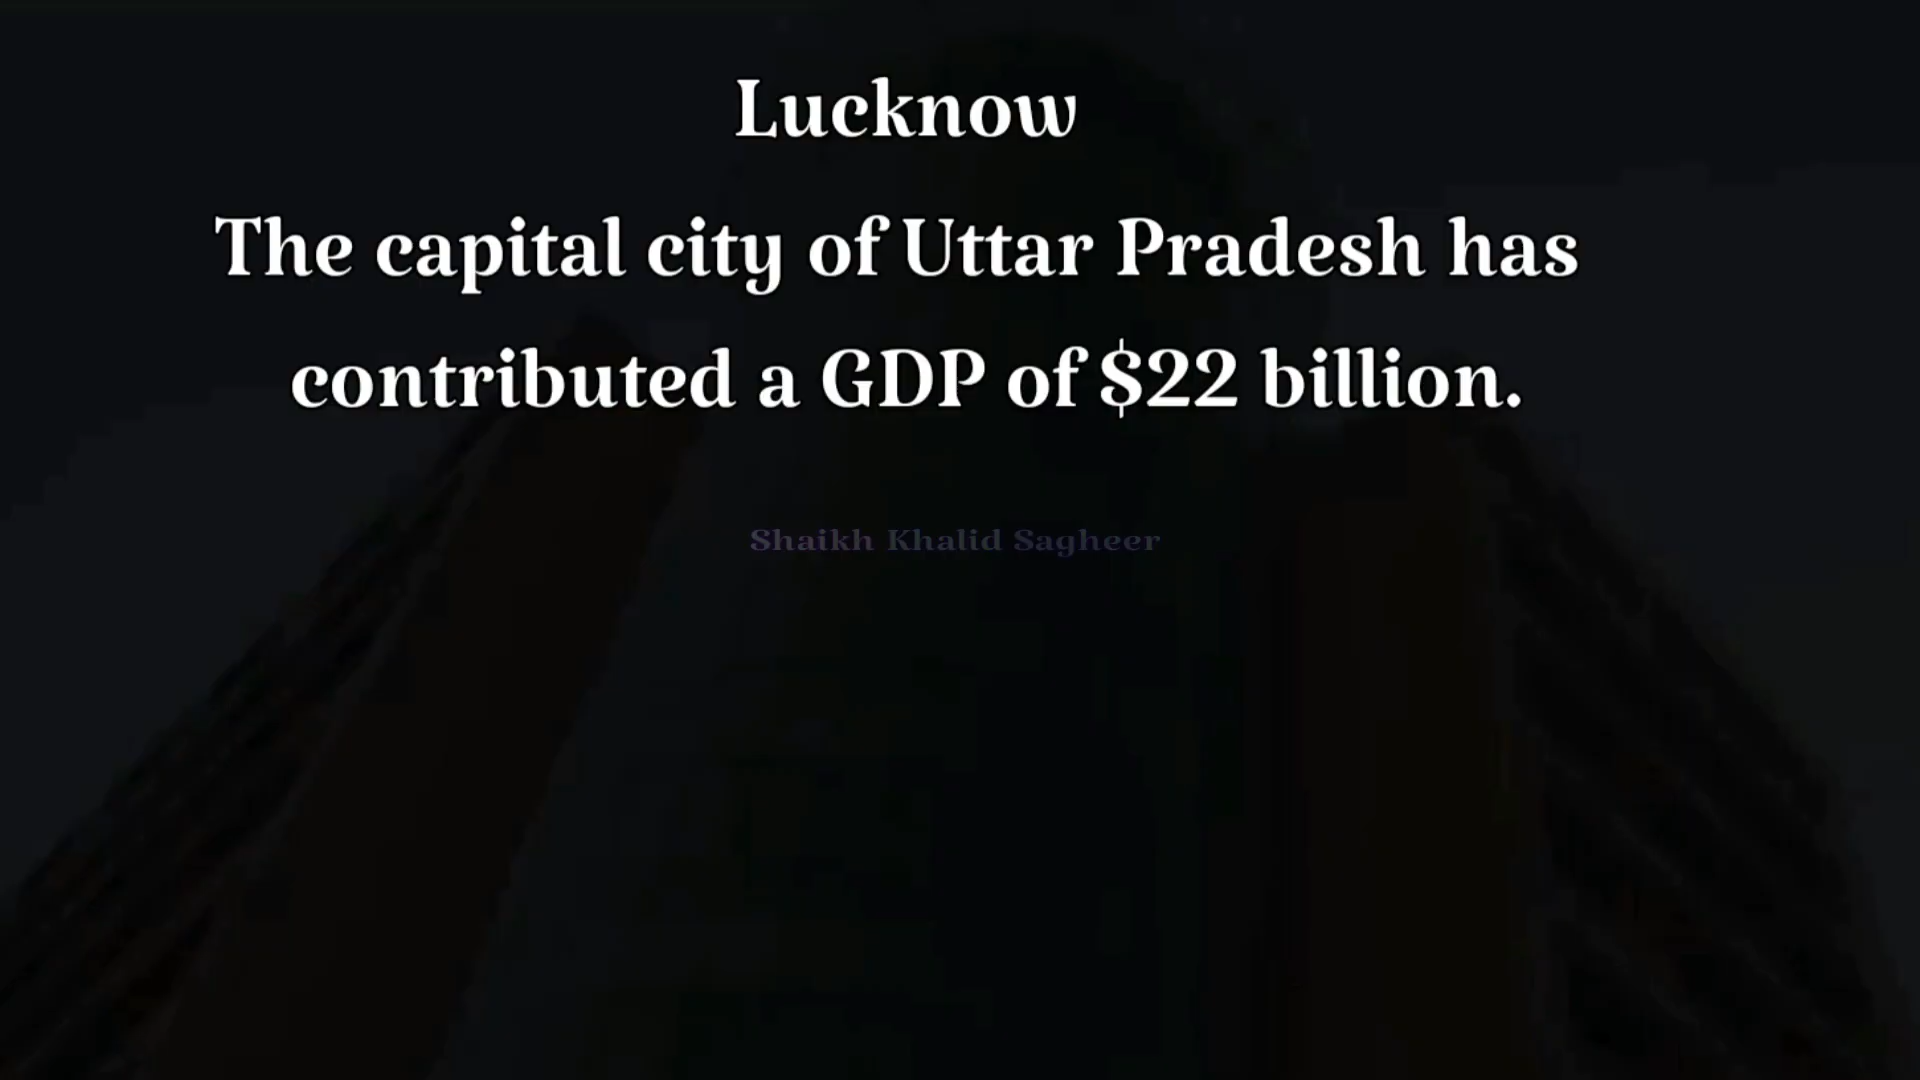 Lucknow
The capital city of Uttar Pradesh has
contributed a GDP of $22 billion.
Shaikh Khalid Sagheer